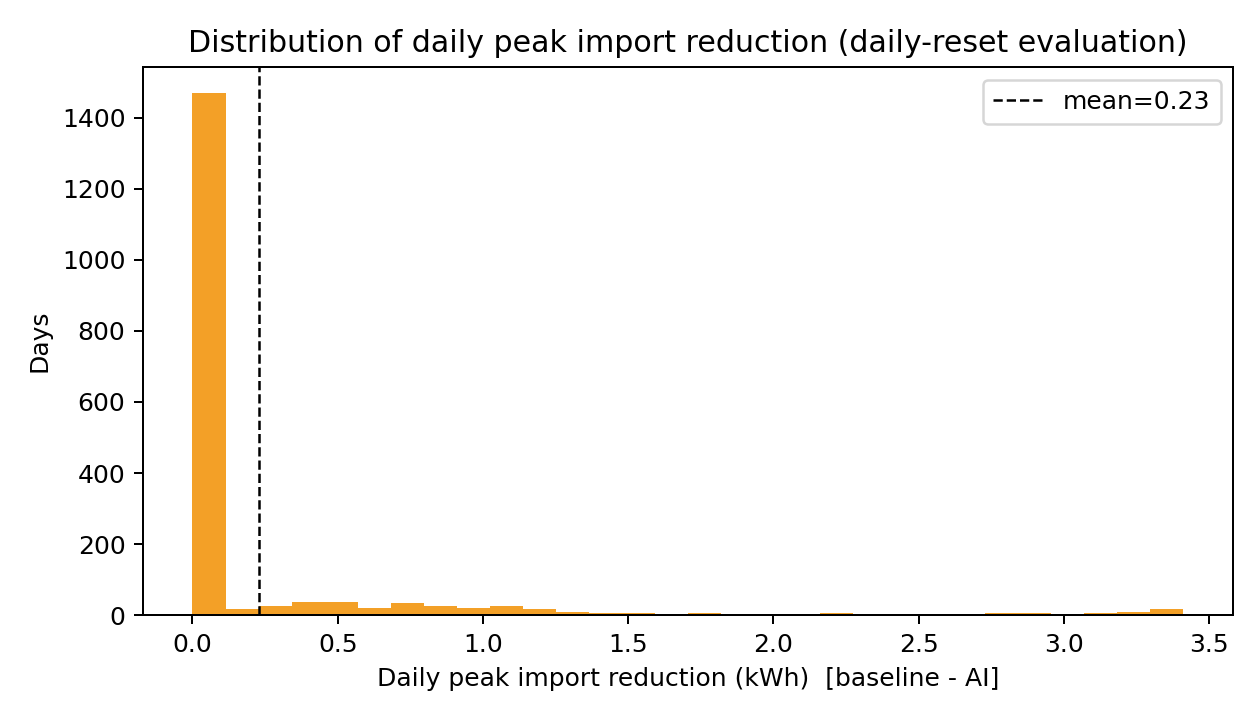 Distribution of daily peak import reduction (daily-reset evaluation)
mean=0.23
1400
1200
1000
800
600
400
200
0
Days
0.0 0.5 1.0 1.5 2.0 2.5 3.0 3.5
Daily peak import reduction (kWh)  [baseline - AI]